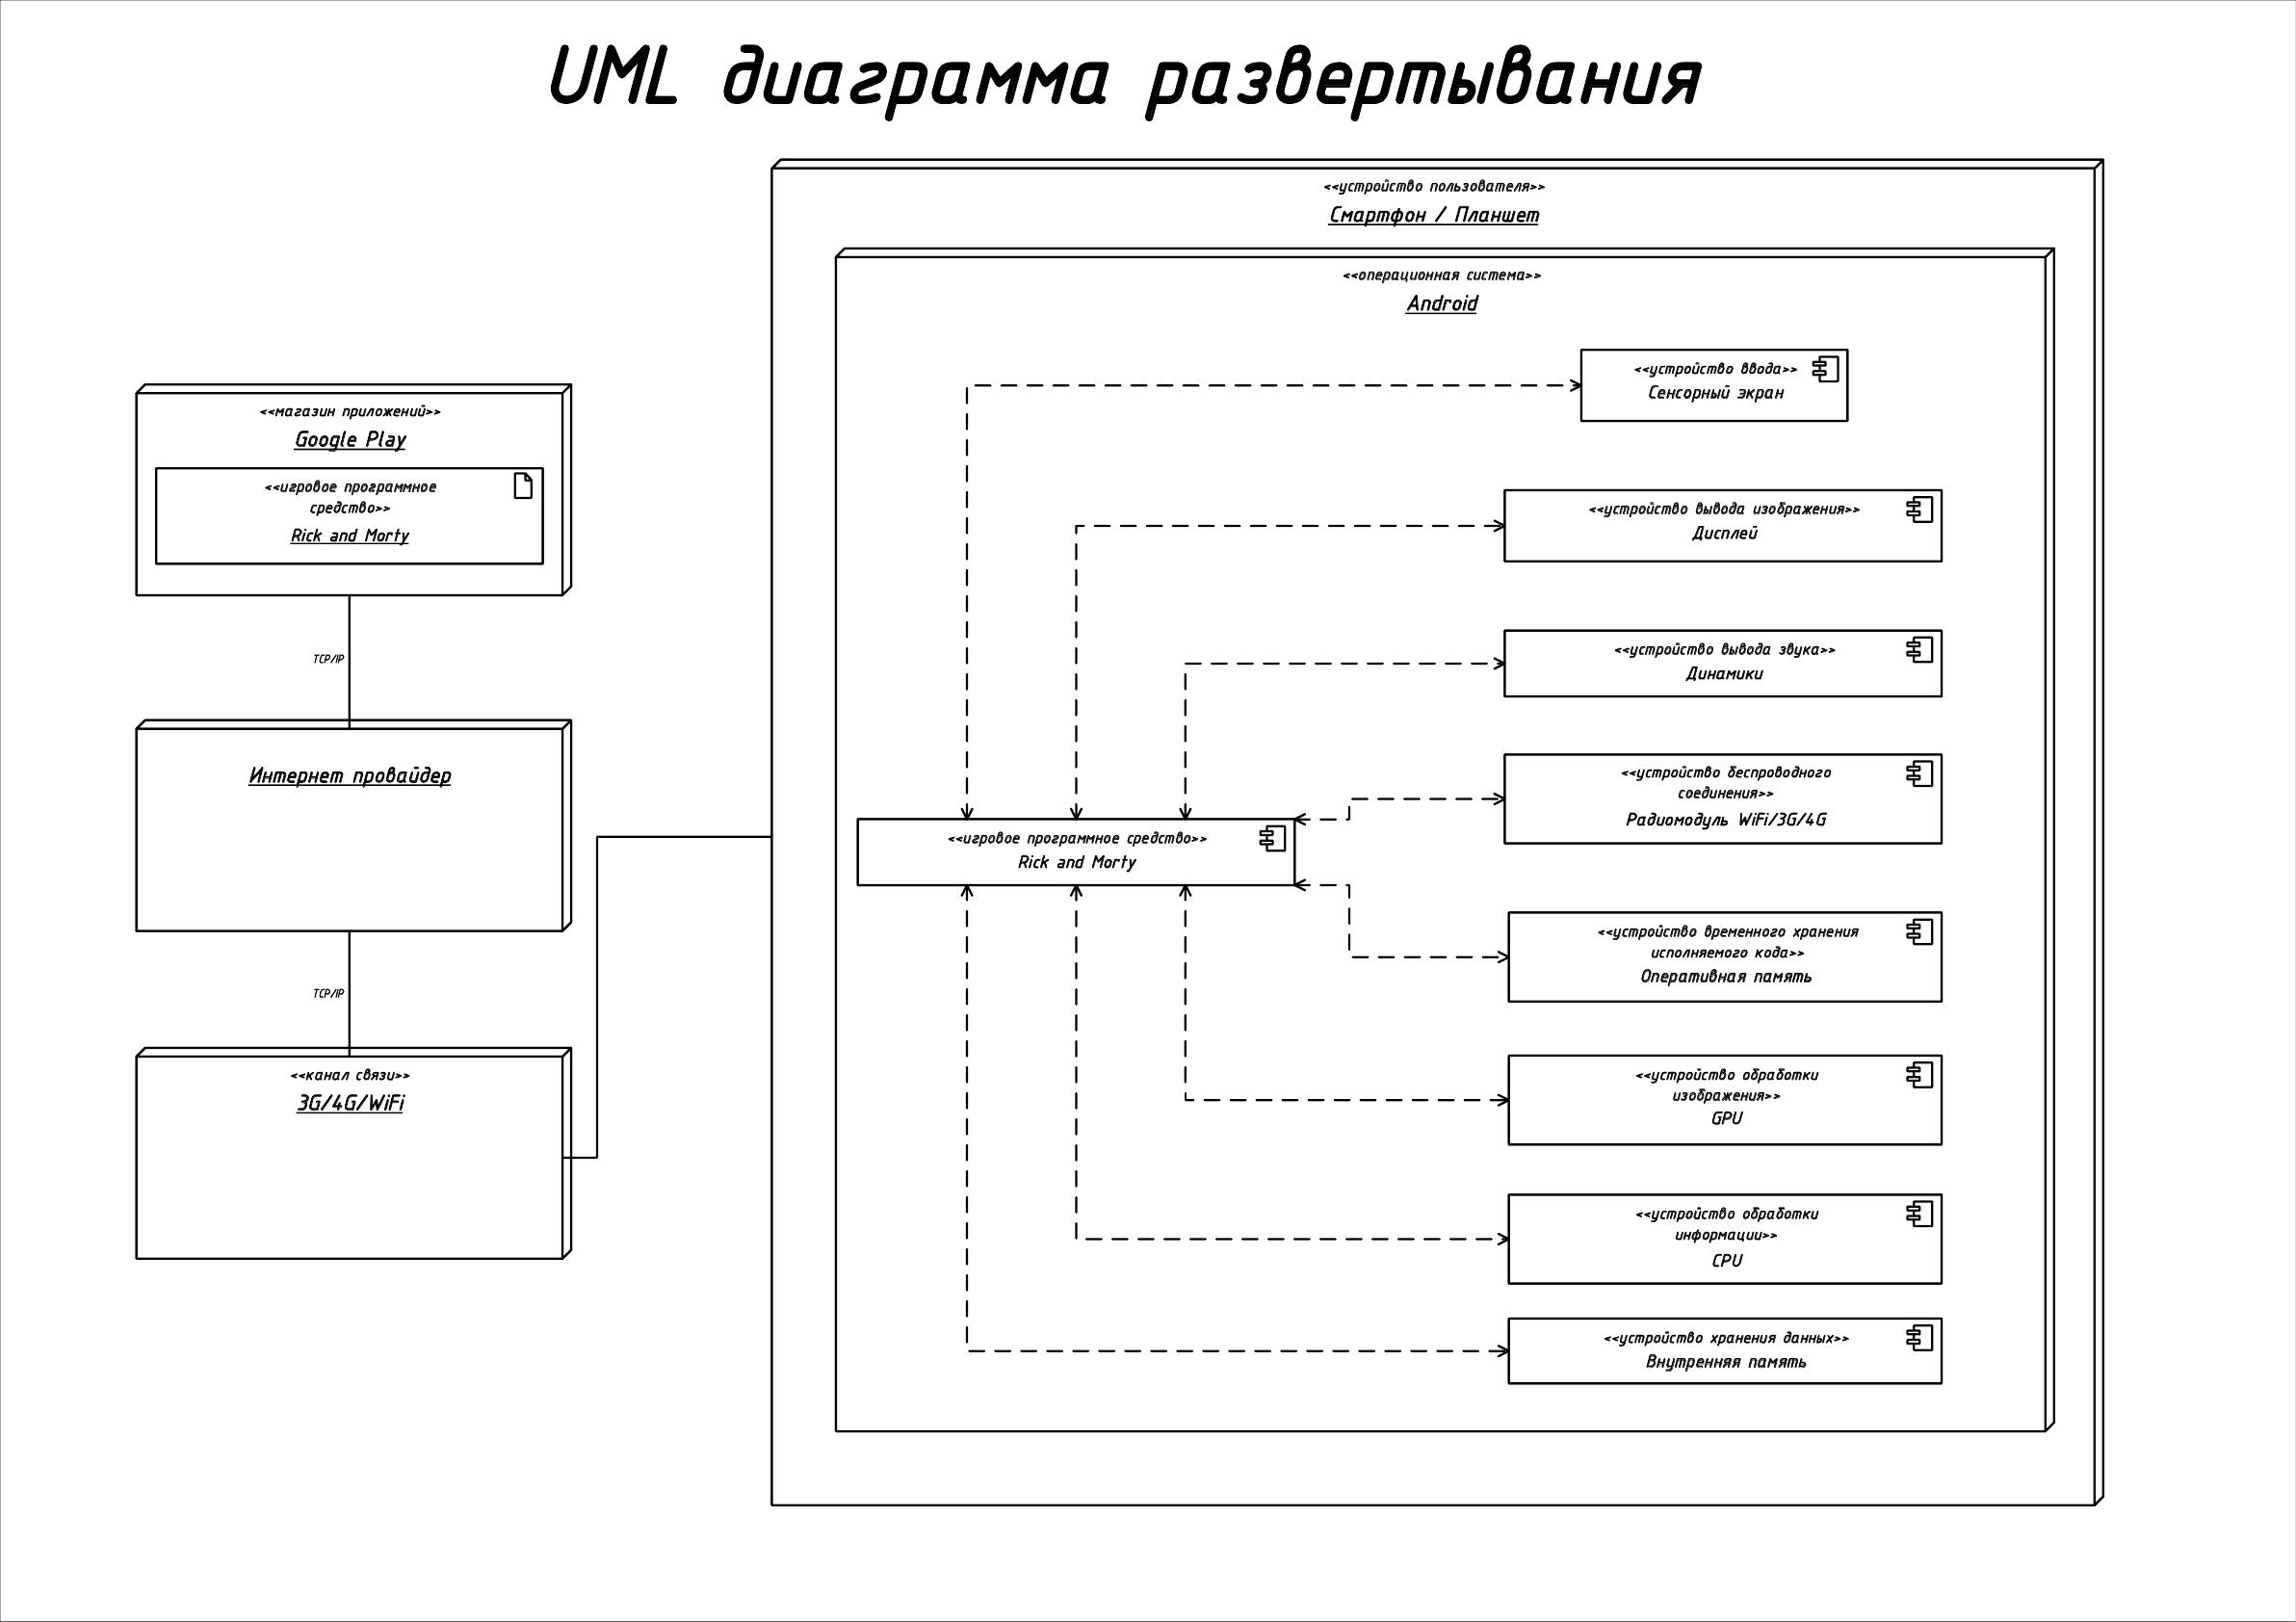 UML диаграмма развертывания
<<устройство пользователя>>
Смартфон / Планшет
<<операционная система>>
Android
<<магазин приложений>>
Google Play
<<игровое программное
средство>>
Rick and Morty
TCP/IP
Интернет провайдер
TCP/IP
<<канал связи>>
3G/4G/WiFi
<<игровое программное средство>>
Rick and Morty
<<устройство ввода>>
Сенсорный экран
<<устройство вывода изображения>>
Дисплей
<<устройство вывода звука>>
Динамики
<<устройство беспроводного
соединения>>
Радиомодуль WiFi/3G/4G
<<устройство временного хранения
исполняемого кода>>
Оперативная память
<<устройство обработки
изображения>>
GPU
<<устройство обработки
информации>>
CPU
<<устройство хранения данных>>
Внутренняя память